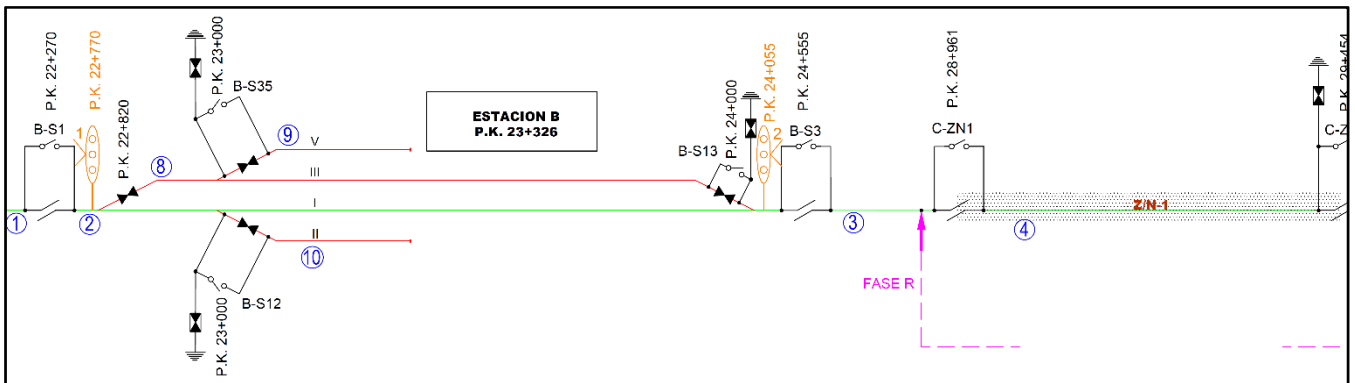 P.K. 22+270
P.K. 22+770
P.K. 22+820
P.K. 23+000
B-S1
1
B-S35
ESTACION B
P.K. 23+326
P.K. 24+000
P.K. 24+055
P.K. 24+555
P.K. 28+961
P.K. 29+454
2
B-S3
C-ZN1
C-Z
B-S13
9
V
8
III
I
1
2
3
4
Z/N-1
II
10
B-S12
P.K. 23+000
FASE R